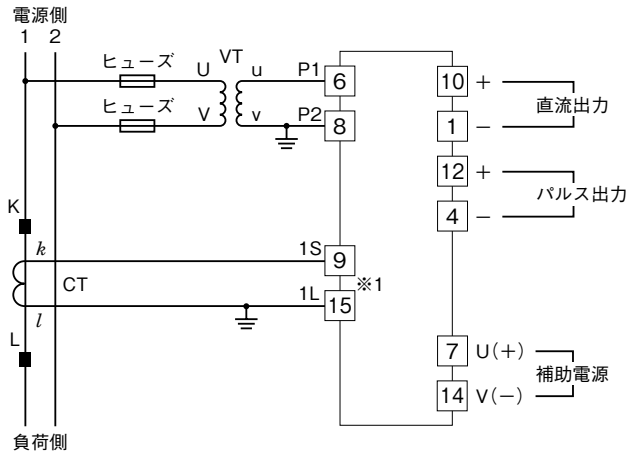 電源側
1 2
ヒューズ U VT u P1 6
ヒューズ V v P2 8
K
k 1S 9
CT ※1
l 1L 15
L
負荷側
10 +
1 −
直流出力
12 +
4 −
パルス出力
7 U(+)
14 V(−)
補助電源